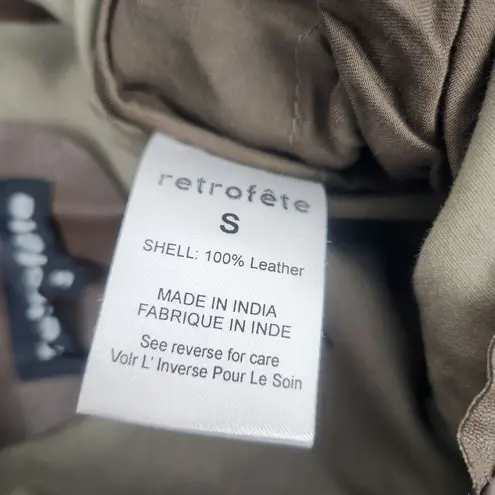 retrofête
S
SHELL: 100% Leather
MADE IN INDIA
FABRIQUE IN INDE
See reverse for care
Voir L' Inverse Pour Le Soin